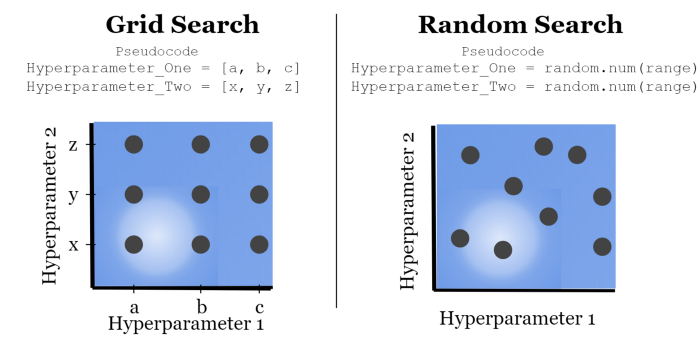 Grid Search
Pseudocode
Hyperparameter_One = [a, b, c]
Hyperparameter_Two = [x, y, z]
Hyperparameter 2
z
y
x
a b c
Hyperparameter 1
Random Search
Pseudocode
Hyperparameter_One = random.num(range)
Hyperparameter_Two = random.num(range)
Hyperparameter 2
Hyperparameter 1